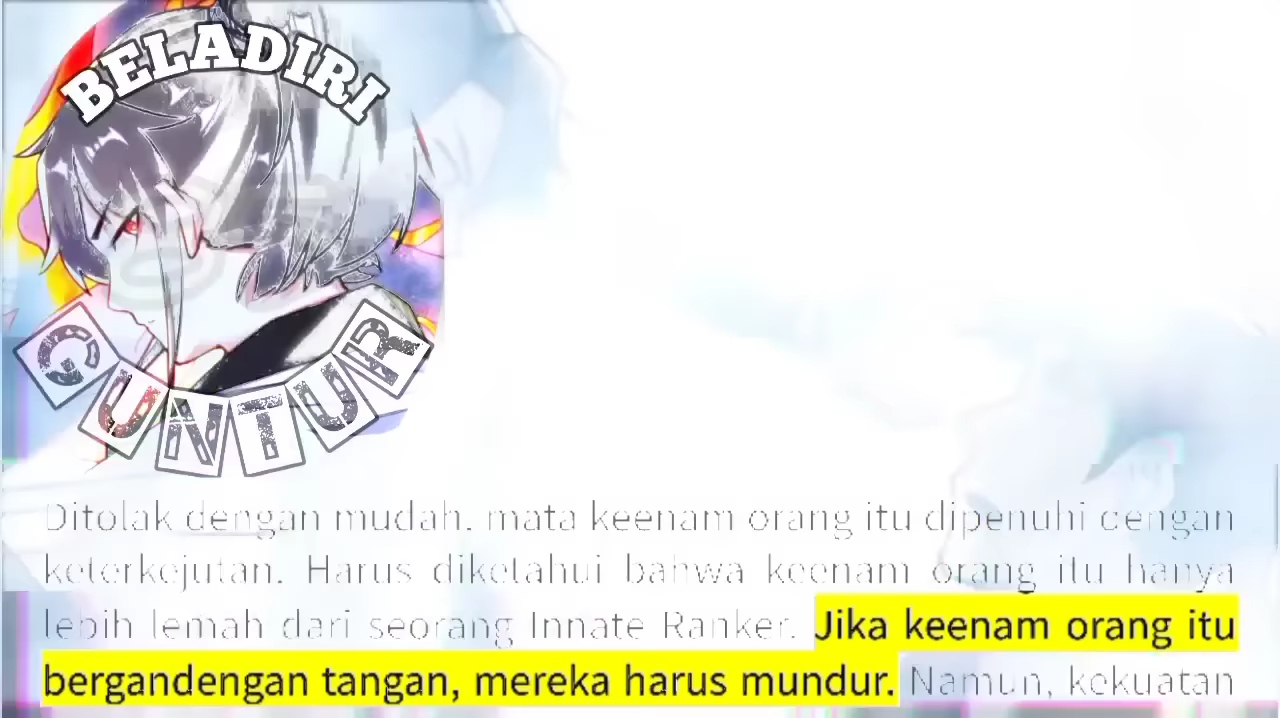 BELADIRI
GUNTUR
Ditolak dengan mudah. mata keenam orang itu dipenuhi dengan
keterkejutan. Harus diketahui bahwa keenam orang itu hanya
lebih lemah dari seorang Innate Ranker. Jika keenam orang itu
bergandengan tangan, mereka harus mundur. Namun, kekuatan